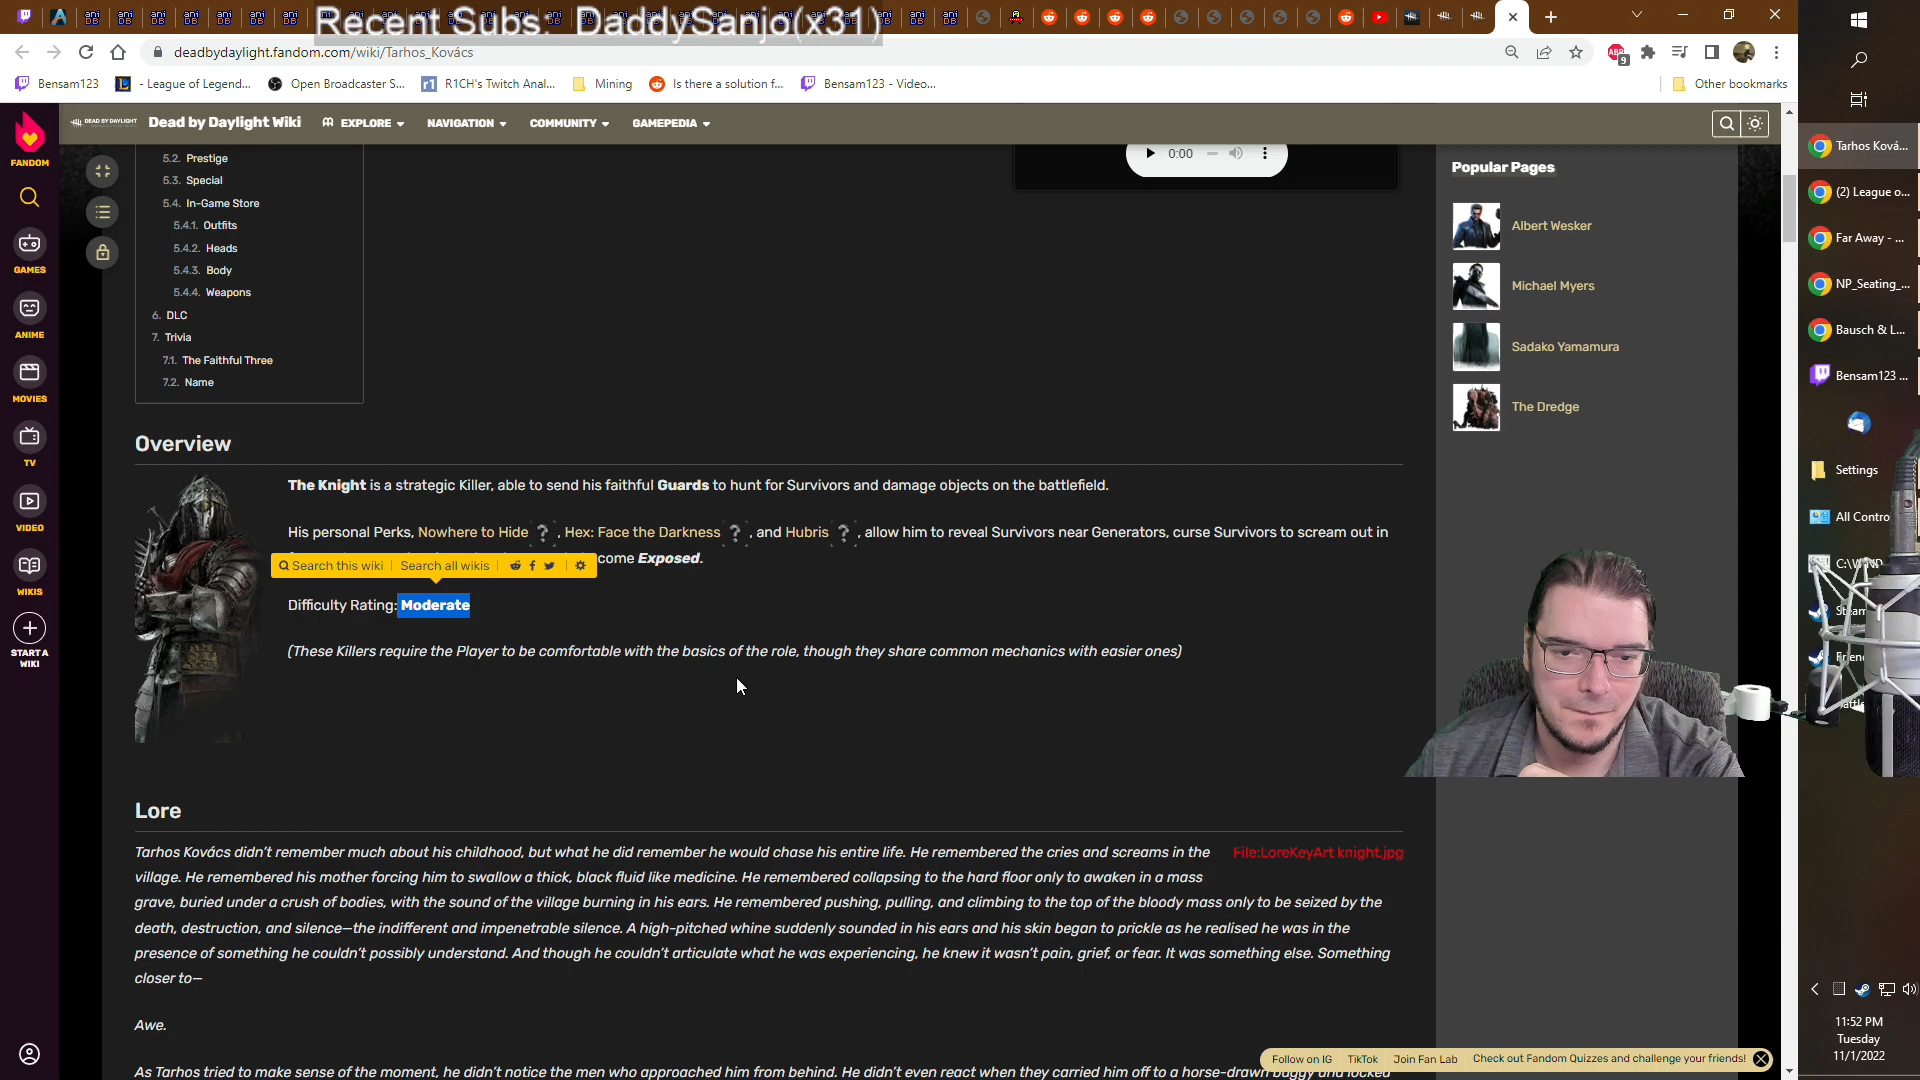 Recent Subs: DaddySanjo(x31)
deadbydaylight.fandom.com/wiki/Tarhos_Kovács
Bensam123
- League of Legend...
Open Broadcaster S...
R1CH's Twitch Anal...
Mining
Is there a solution f...
Bensam123 - Video...
Other bookmarks
FANDOM
GAMES
ANIME
MOVIES
TV
VIDEO
WIKIS
START A
WIKI
DEAD BY DAYLIGHT
Dead by Daylight Wiki
EXPLORE
NAVIGATION
COMMUNITY
GAMEPEDIA
5.2. Prestige
5.3. Special
5.4. In-Game Store
5.4.1. Outfits
5.4.2. Heads
5.4.3. Body
5.4.4. Weapons
6. DLC
7. Trivia
7.1. The Faithful Three
7.2. Name
0:00
Popular Pages
Albert Wesker
Michael Myers
Sadako Yamamura
The Dredge
Overview
The Knight is a strategic Killer, able to send his faithful Guards to hunt for Survivors and damage objects on the battlefield.
His personal Perks, Nowhere to Hide ? , Hex: Face the Darkness ? , and Hubris ? , allow him to reveal Survivors near Generators, curse Survivors to scream out in
come Exposed.
Search this wiki
Search all wikis
Difficulty Rating: Moderate
(These Killers require the Player to be comfortable with the basics of the role, though they share common mechanics with easier ones)
Lore
Tarhos Kovács didn't remember much about his childhood, but what he did remember he would chase his entire life. He remembered the cries and screams in the
File:LoreKeyArt knight.jpg
village. He remembered his mother forcing him to swallow a thick, black fluid like medicine. He remembered collapsing to the hard floor only to awaken in a mass
grave, buried under a crush of bodies, with the sound of the village burning in his ears. He remembered pushing, pulling, and climbing to the top of the bloody mass only to be seized by the
death, destruction, and silence—the indifferent and impenetrable silence. A high-pitched whine suddenly sounded in his ears and his skin began to prickle as he realised he was in the
presence of something he couldn't possibly understand. And though he couldn't articulate what he was experiencing, he knew it wasn't pain, grief, or fear. It was something else. Something
closer to—
Awe.
As Tarhos tried to make sense of the moment, he didn't notice the men who approached him from behind. He didn't even react when they carried him off to a horse-drawn buggy and locked
Follow on IG
TikTok
Join Fan Lab
Check out Fandom Quizzes and challenge your friends!
Tarhos Ková...
(2) League o...
Far Away - ...
NP_Seating_...
Bausch & L...
Bensam123 ...
Settings
All Contro
C:\WIND
Steam
Frien
11:52 PM
Tuesday
11/1/2022